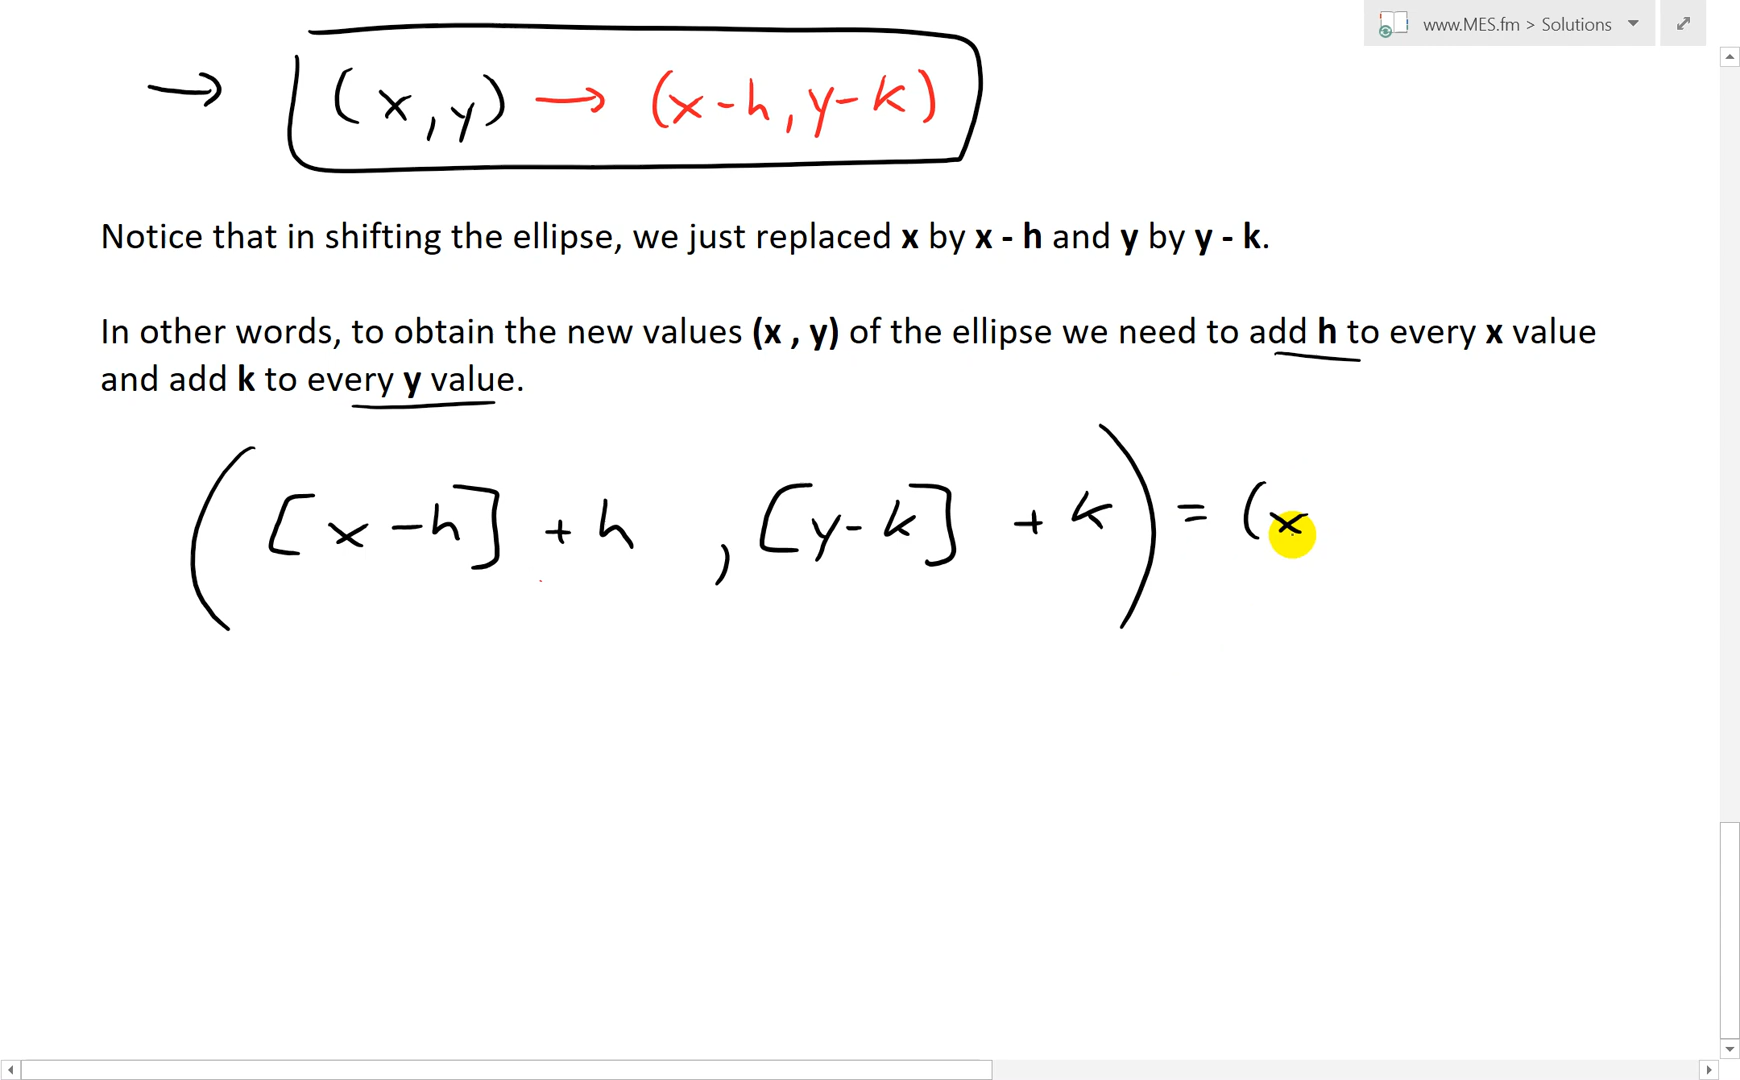 www.MES.fm > Solutions
→ (x, y) → (x-h, y-k)
Notice that in shifting the ellipse, we just replaced x by x - h and y by y - k.
In other words, to obtain the new values (x , y) of the ellipse we need to add h to every x value
and add k to every y value.
([x-h] + h , [y-k] + k) = (x